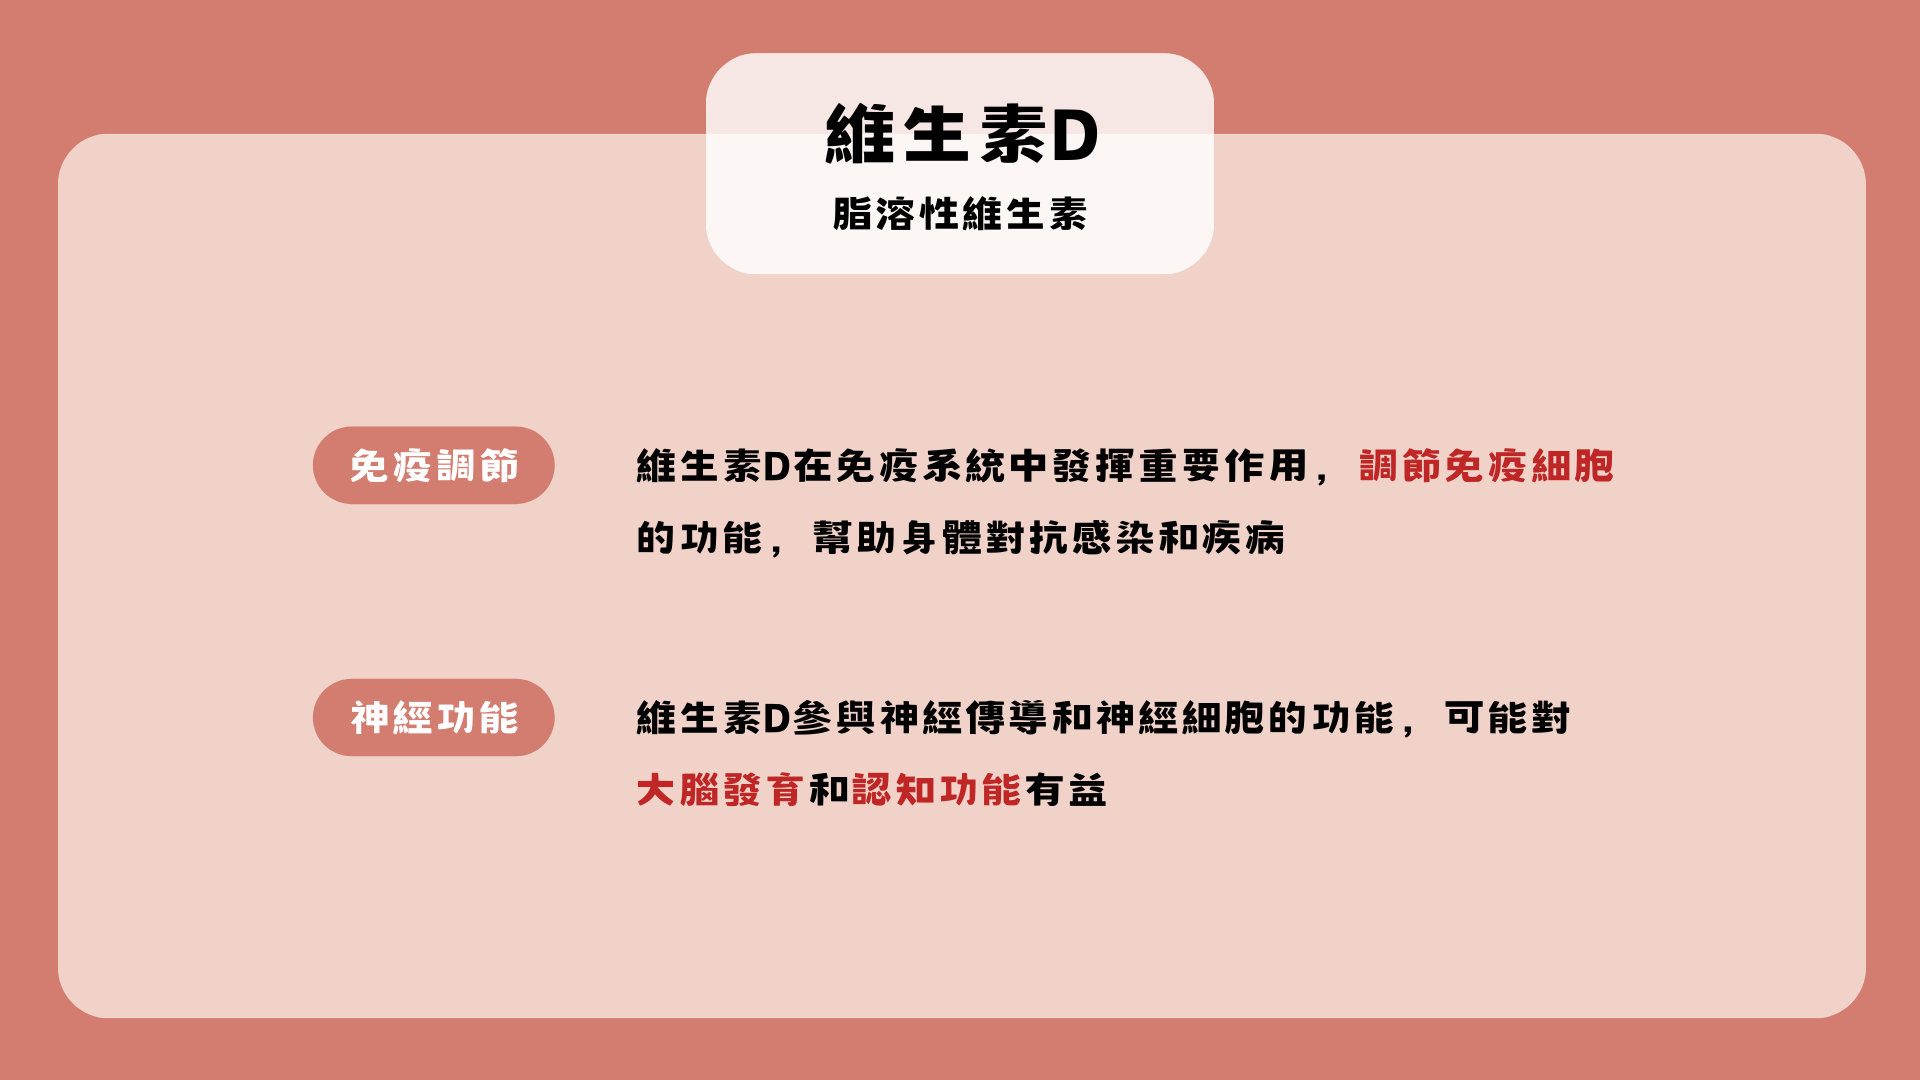 維生素D
脂溶性維生素
免疫調節
維生素D在免疫系統中發揮重要作用，調節免疫細胞
的功能，幫助身體對抗感染和疾病
神經功能
維生素D參與神經傳導和神經細胞的功能，可能對
大腦發育和認知功能有益